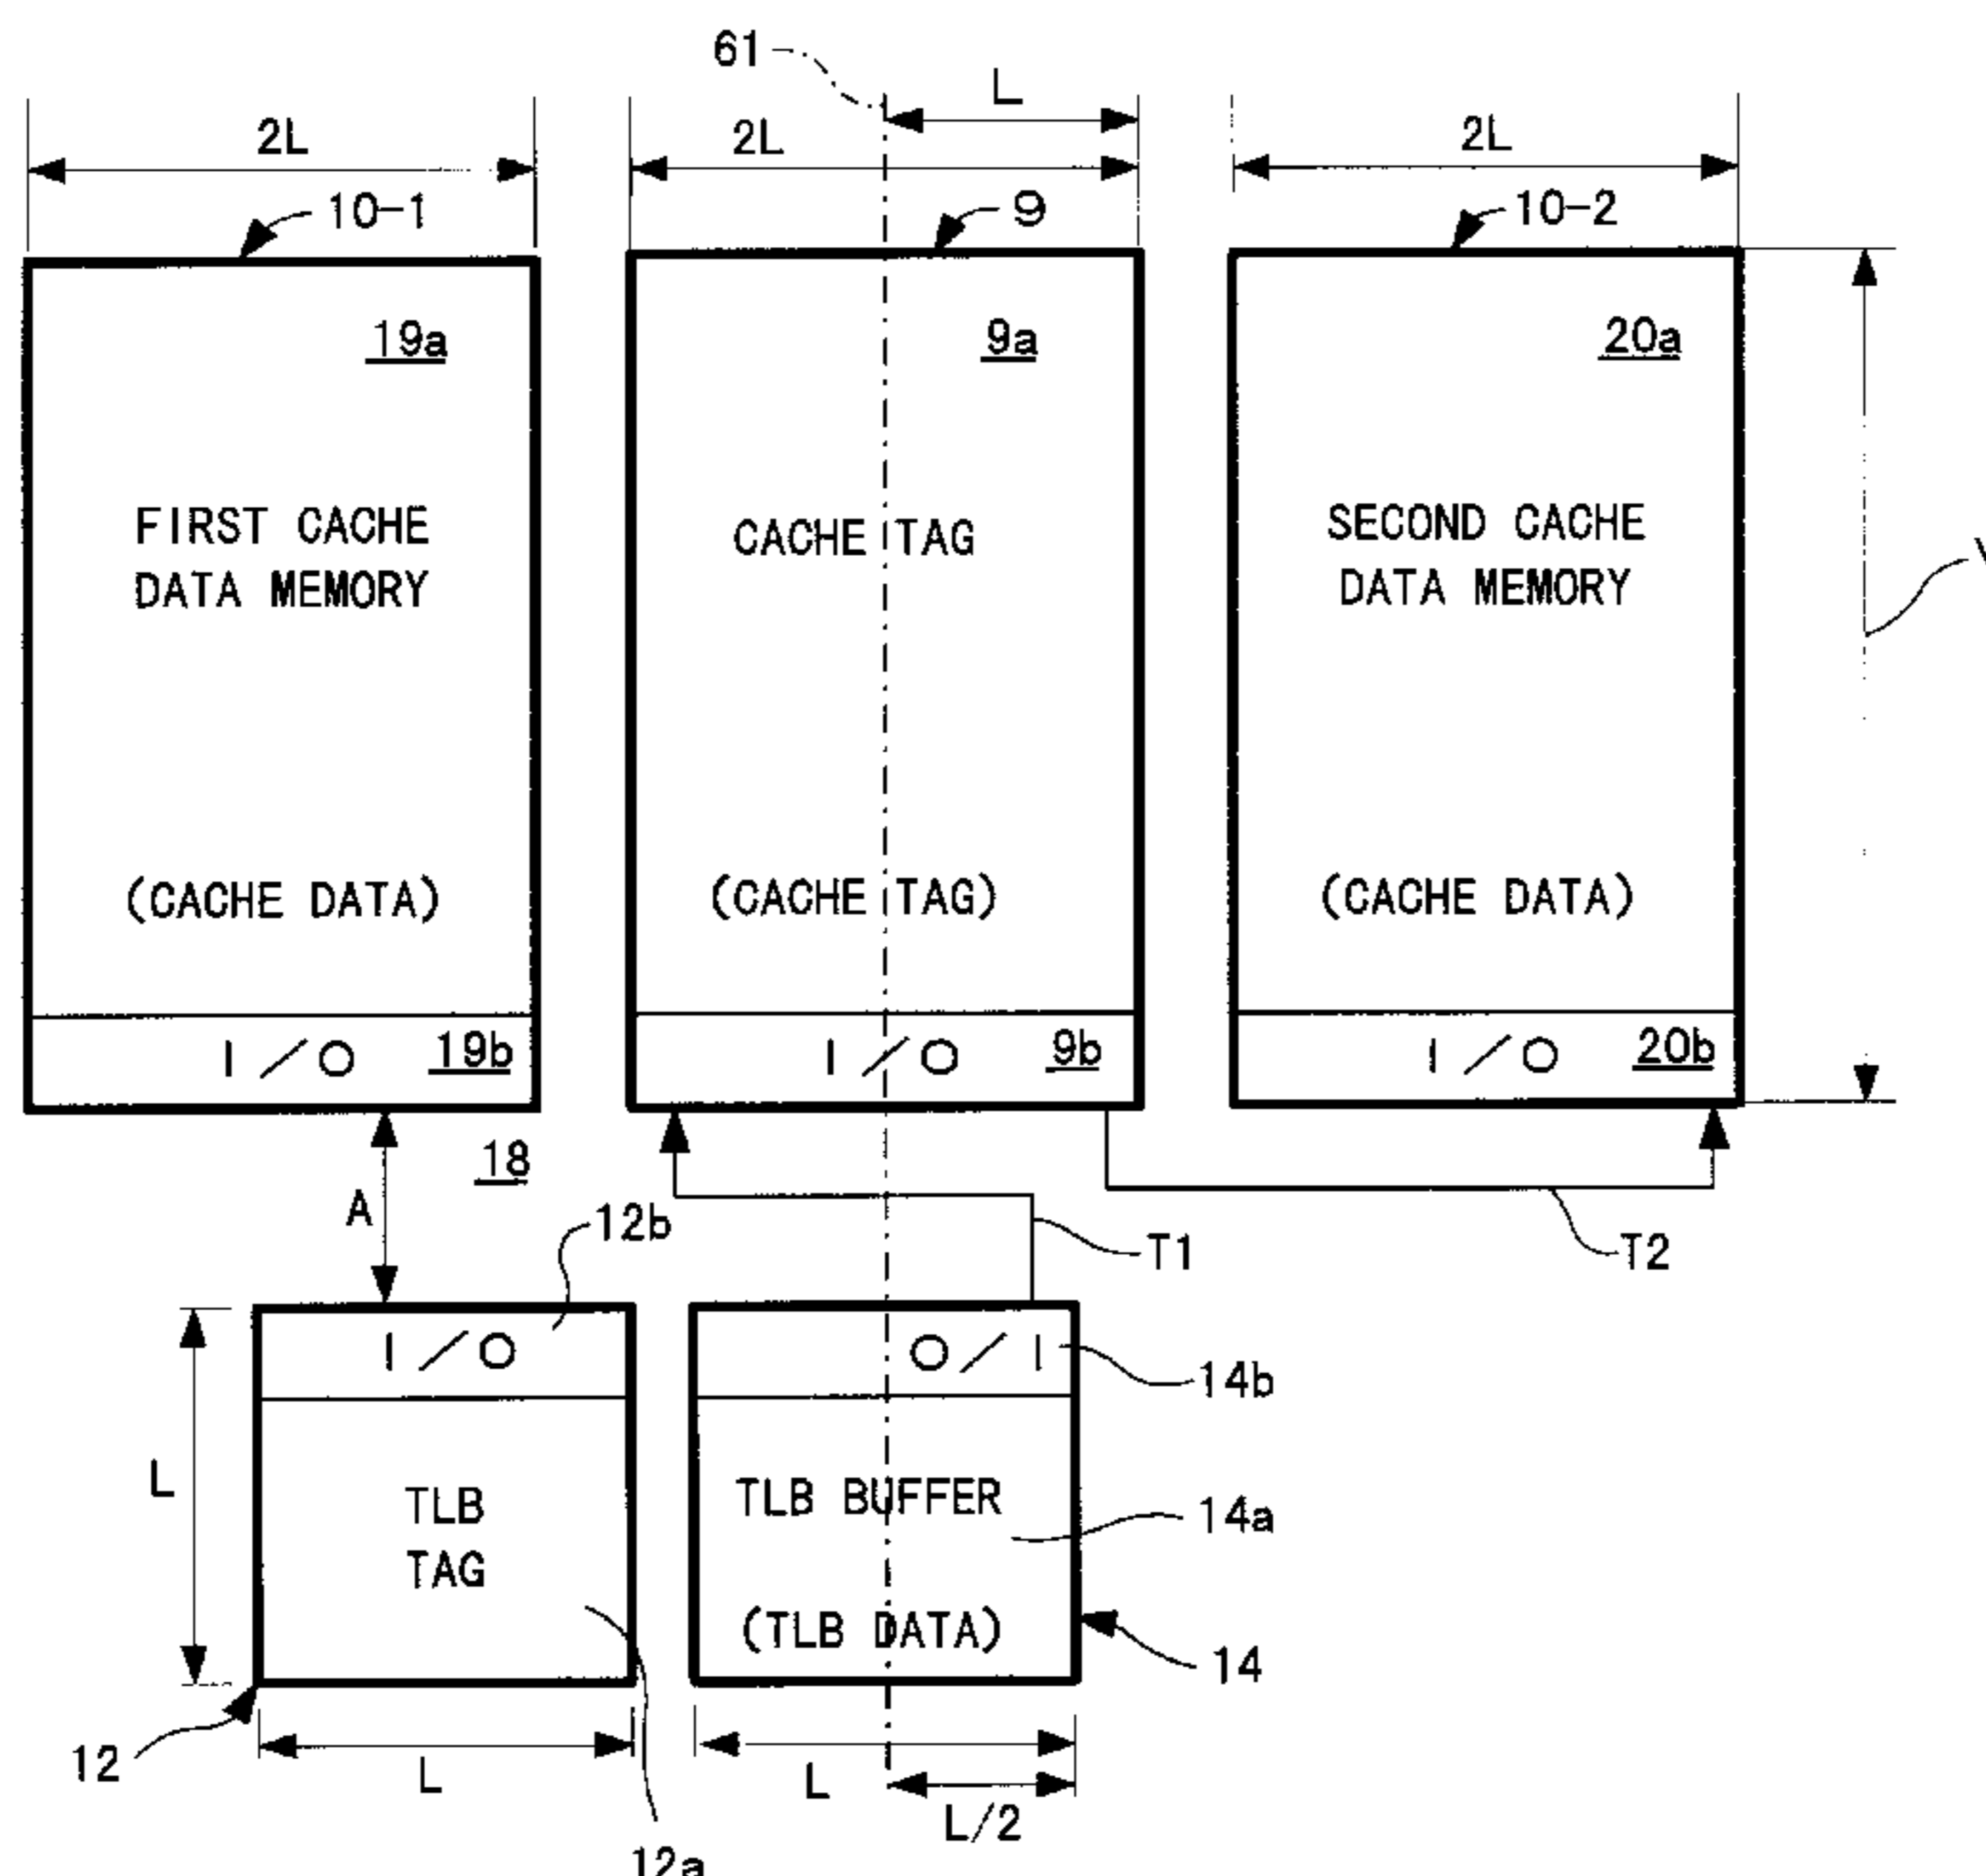 61
L
2L
2L
2L
10-1
9
10-2
19a
9a
20a
FIRST CACHE
DATA MEMORY
CACHE TAG
SECOND CACHE
DATA MEMORY
(CACHE DATA)
(CACHE TAG)
(CACHE DATA)
I/O
19b
I/O
9b
I/O
20b
18
A
12b
T1
T2
I/O
O/I
14b
L
TLB
TAG
TLB BUFFER
14a
(TLB DATA)
14
12
L
L
L/2
12a